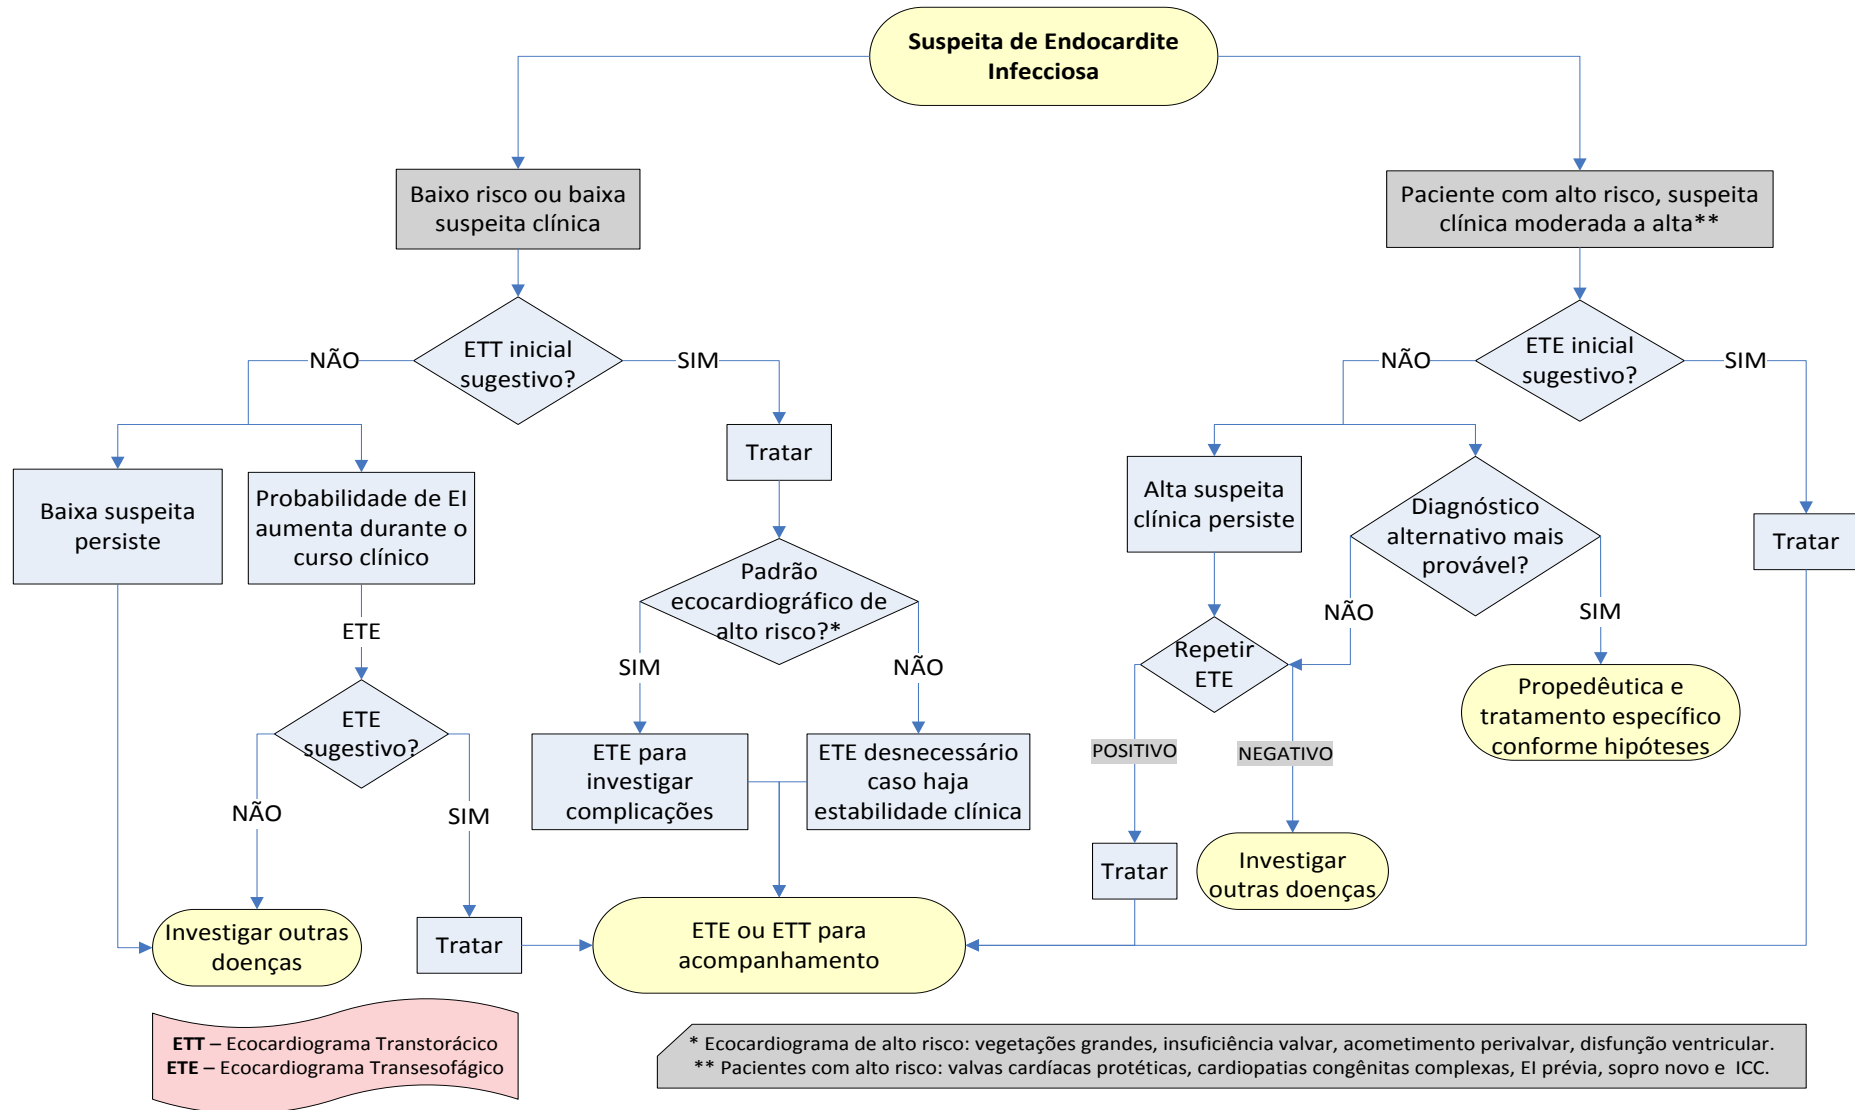 Suspeita de Endocardite
Infecciosa
Baixo risco ou baixa
suspeita clínica
Paciente com alto risco, suspeita
clínica moderada a alta**
ETT inicial
sugestivo?
NÃO
SIM
ETE inicial
sugestivo?
NÃO
SIM
Baixa suspeita
persiste
Probabilidade de EI
aumenta durante o
curso clínico
Tratar
Alta suspeita
clínica persiste
Diagnóstico
alternativo mais
provável?
Tratar
ETE
Padrão
ecocardiográfico de
alto risco?*
SIM
NÃO
NÃO
SIM
Repetir
ETE
ETE
sugestivo?
NÃO
SIM
ETE para
investigar
complicações
ETE desnecessário
caso haja
estabilidade clínica
POSITIVO
NEGATIVO
Propedêutica e
tratamento específico
conforme hipóteses
Tratar
Investigar
outras doenças
Investigar outras
doenças
Tratar
ETE ou ETT para
acompanhamento
ETT – Ecocardiograma Transtorácico
ETE – Ecocardiograma Transesofágico
* Ecocardiograma de alto risco: vegetações grandes, insuficiência valvar, acometimento perivalvar, disfunção ventricular.
** Pacientes com alto risco: valvas cardíacas protéticas, cardiopatias congênitas complexas, EI prévia, sopro novo e ICC.